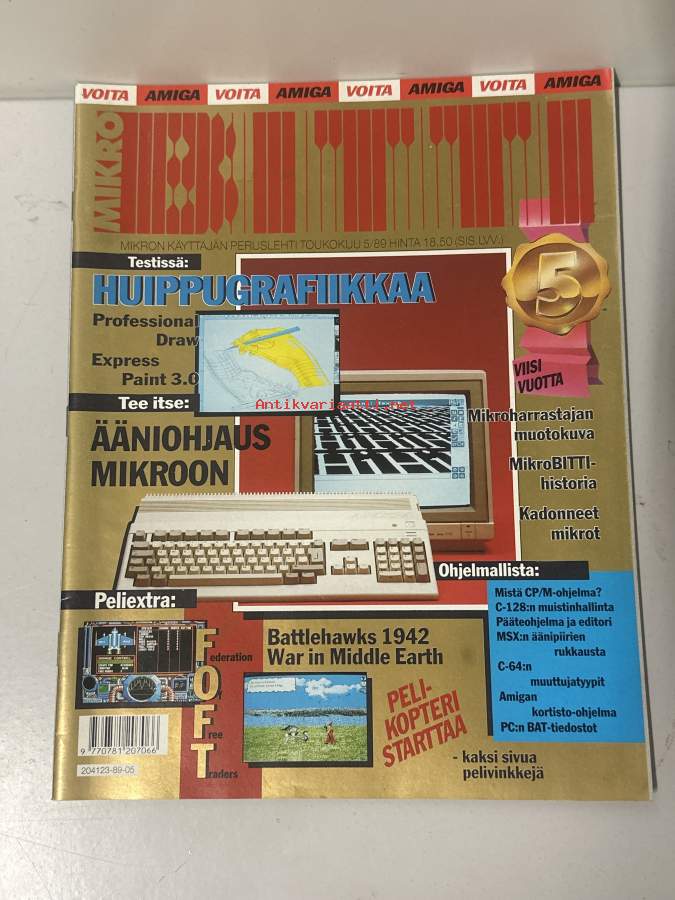 VOITA AMIGA VOITA AMIGA VOITA AMIGA VOITA AMIGA
MIKRO
BITTI
MIKRON KÄYTTÄJÄN PERUSLEHTI TOUKOKUU 5/89 HINTA 18,50 (SIS.LVV.)
Testissä:
HUIPPUGRAFIIKKAA
Professional
Draw
Express
Paint 3.0
5
VIISI
VUOTTA
Antikvariaatti.net
Tee itse:
ÄÄNIOHJAUS
MIKROON
Mikroharrastajan
muotokuva
MikroBITTI-
historia
Kadonneet
mikrot
Ohjelmallista:
Mistä CP/M-ohjelma?
C-128:n muistinhallinta
Pääteohjelma ja editori
MSX:n äänipiirien
rukkausta
C-64:n
muuttujatyypit
Amigan
kortisto-ohjelma
PC:n BAT-tiedostot
Peliextra:
Federation
Of
Free
Traders
Battlehawks 1942
War in Middle Earth
PELI-
KOPTERI
STARTTAA
- kaksi sivua
pelivinkkejä
9 770781 207066
204123-89-05